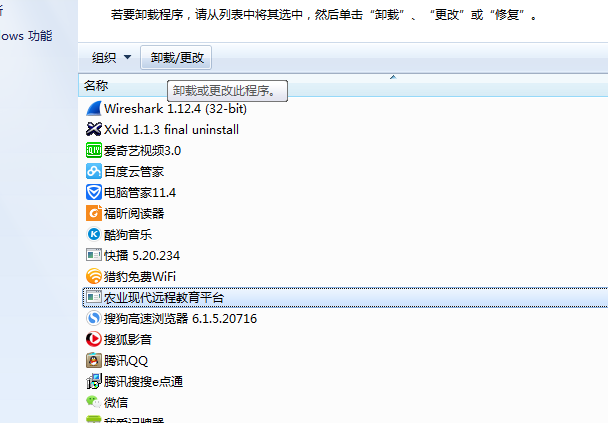 若要卸载程序，请从列表中将其选中，然后单击“卸载”、“更改”或“修复”。
ows 功能
组织
卸载/更改
名称
卸载或更改此程序。
Wireshark 1.12.4 (32-bit)
Xvid 1.1.3 final uninstall
爱奇艺视频3.0
百度云管家
电脑管家11.4
福昕阅读器
酷狗音乐
快播 5.20.234
猎豹免费WiFi
农业现代远程教育平台
搜狗高速浏览器 6.1.5.20716
搜狐影音
腾讯QQ
腾讯搜搜e点通
微信